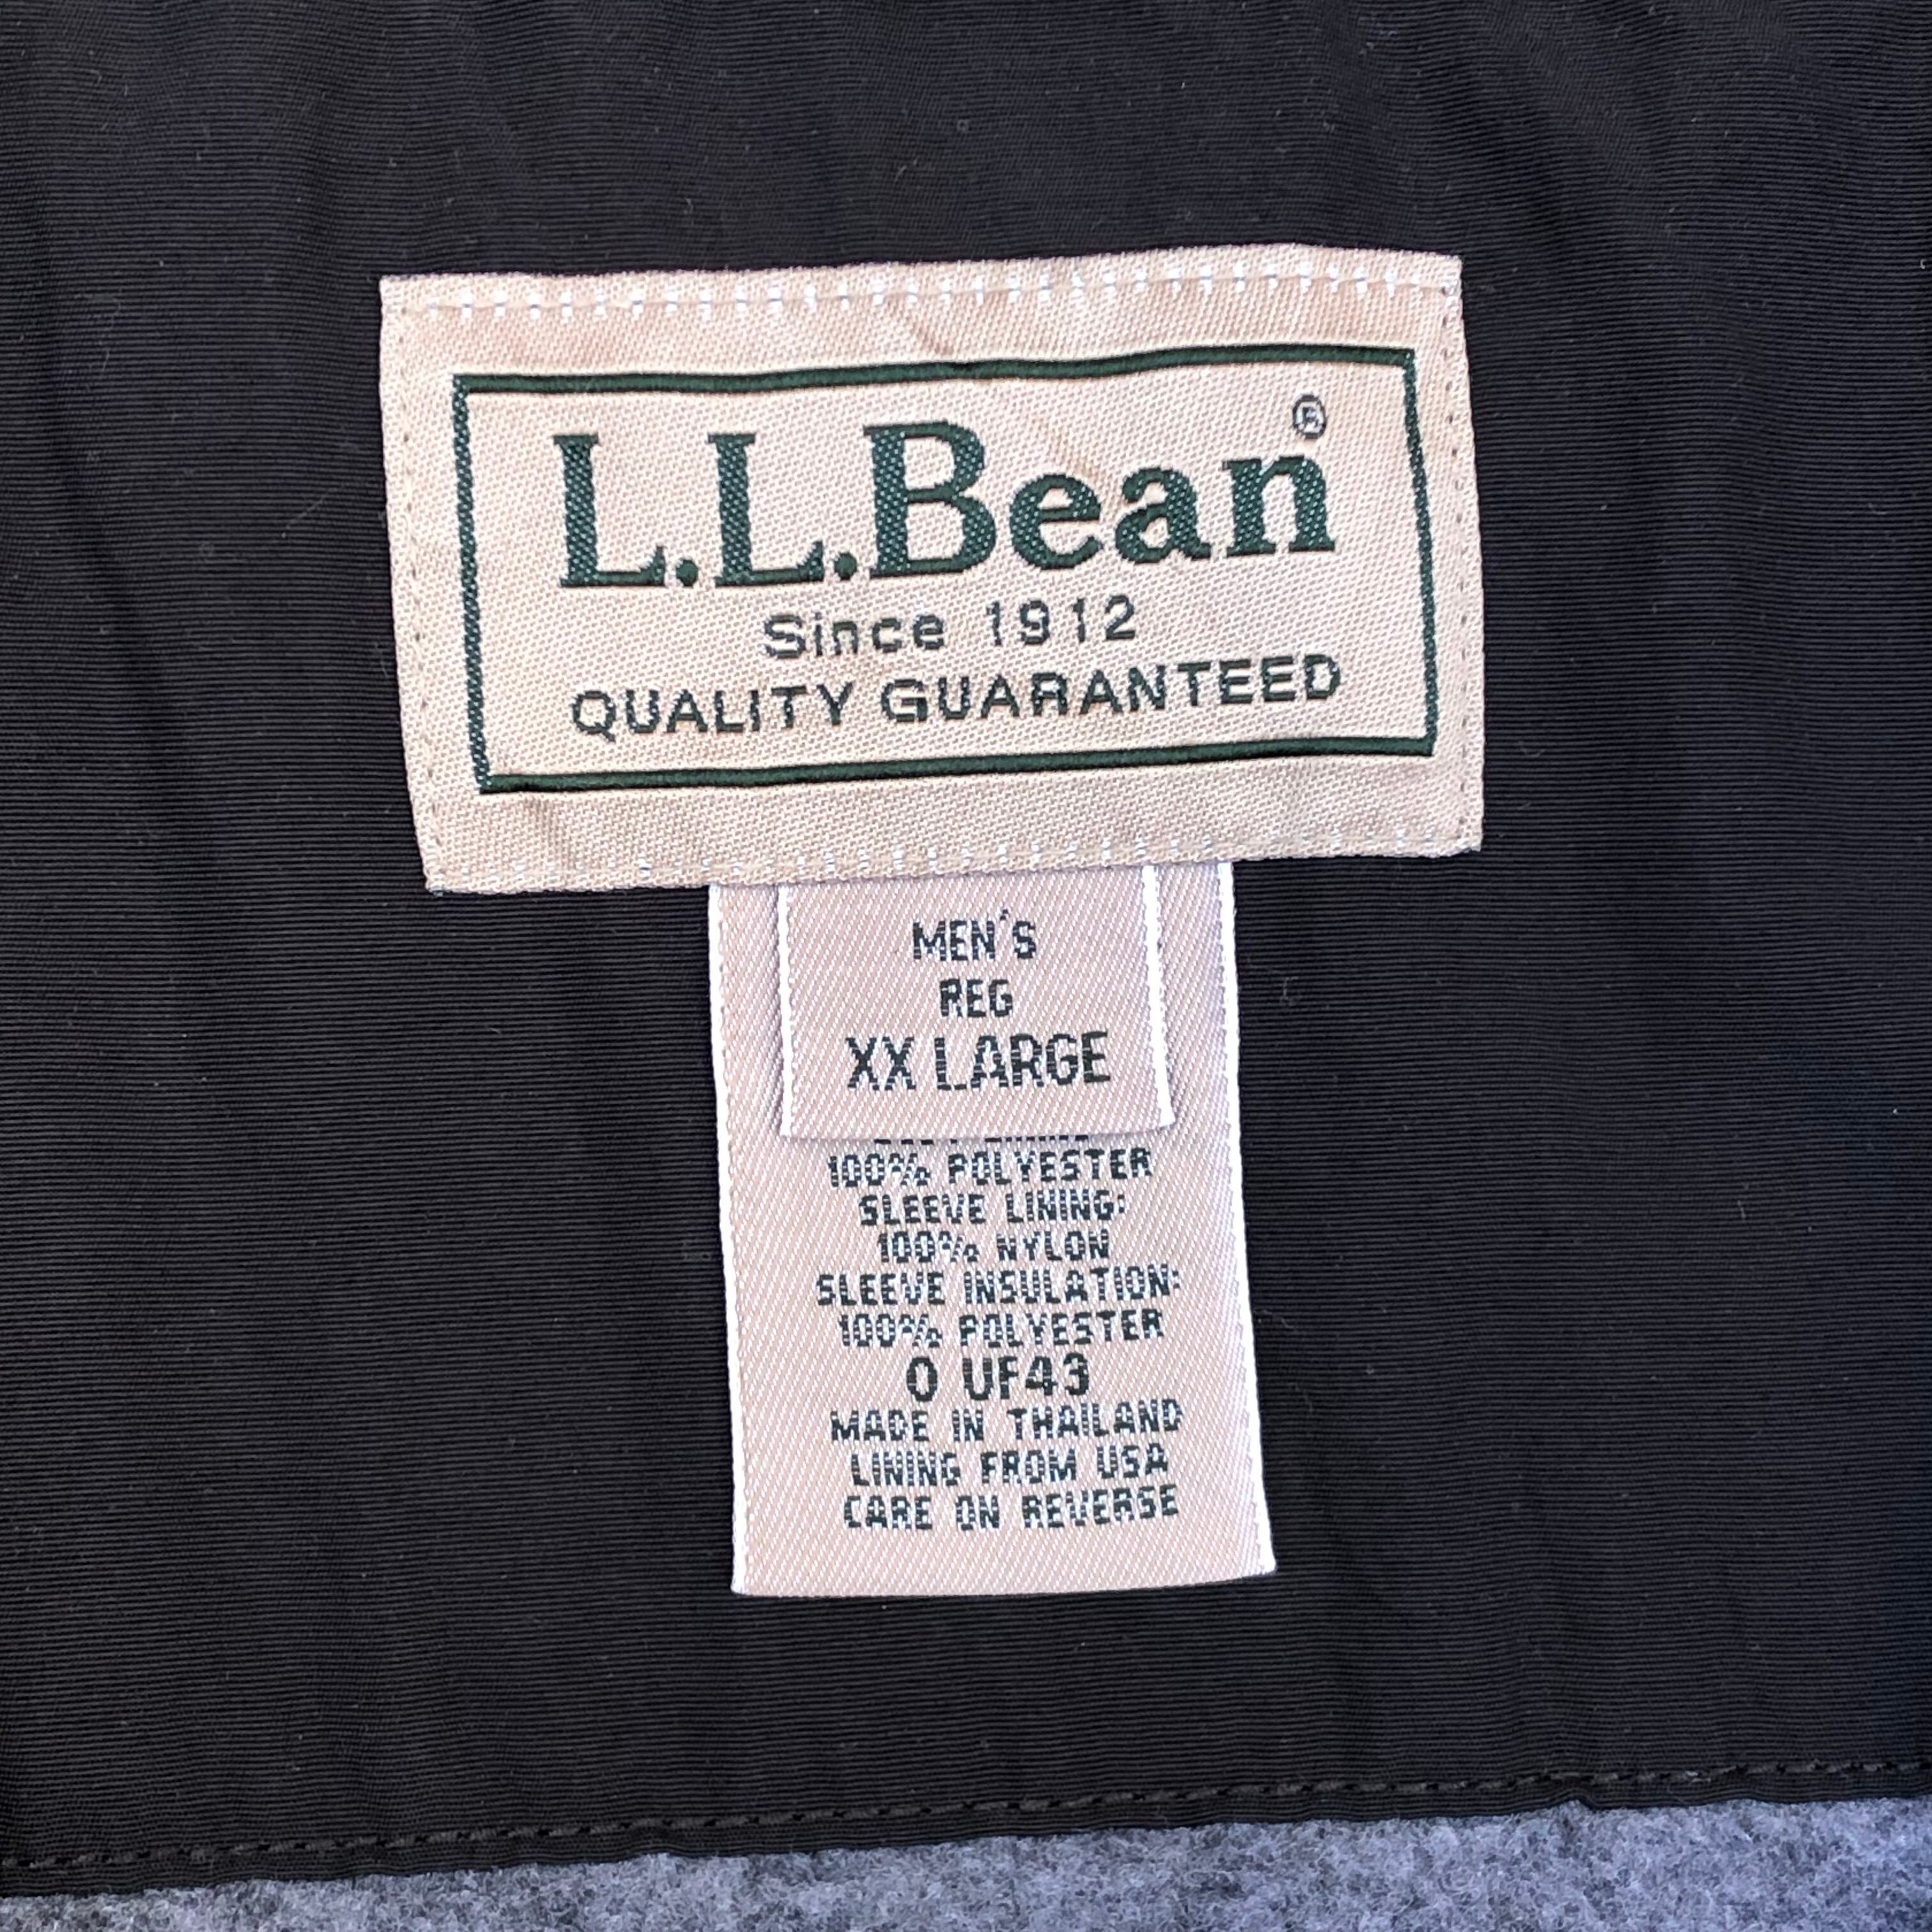 L.L.Bean®
Since 1912
QUALITY GUARANTEED
MEN'S
REG
XX LARGE
100% POLYESTER
SLEEVE LINING:
100% NYLON
SLEEVE INSULATION:
100% POLYESTER
0 UF43
MADE IN THAILAND
LINING FROM USA
CARE ON REVERSE